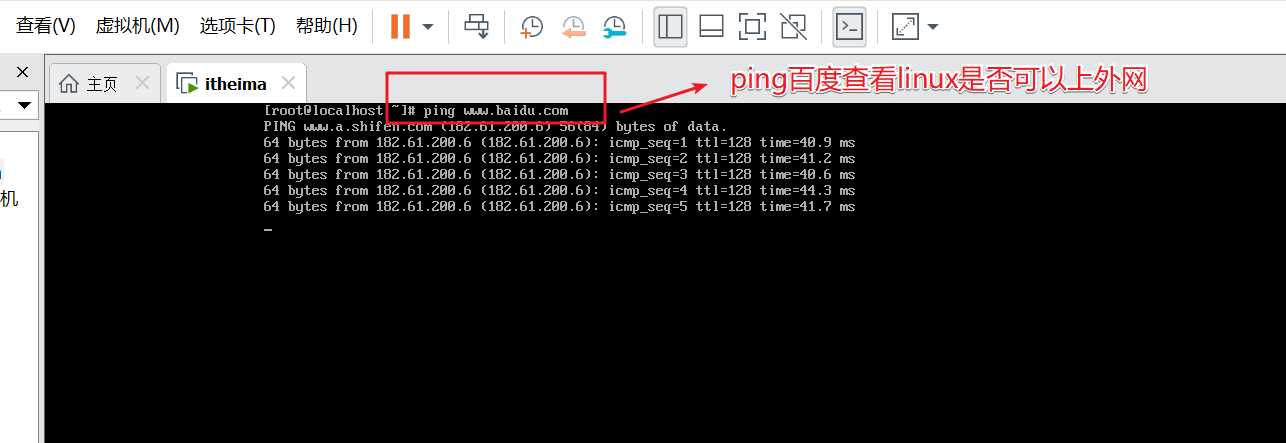 查看(V) 虚拟机(M) 选项卡(T) 帮助(H)
主页 itheima
ping百度查看linux是否可以上外网
[root@localhost ~]# ping www.baidu.com
PING www.a.shifen.com (182.61.200.6) 56(84) bytes of data.
64 bytes from 182.61.200.6 (182.61.200.6): icmp_seq=1 ttl=128 time=40.9 ms
64 bytes from 182.61.200.6 (182.61.200.6): icmp_seq=2 ttl=128 time=41.2 ms
64 bytes from 182.61.200.6 (182.61.200.6): icmp_seq=3 ttl=128 time=40.6 ms
64 bytes from 182.61.200.6 (182.61.200.6): icmp_seq=4 ttl=128 time=44.3 ms
机
64 bytes from 182.61.200.6 (182.61.200.6): icmp_seq=5 ttl=128 time=41.7 ms